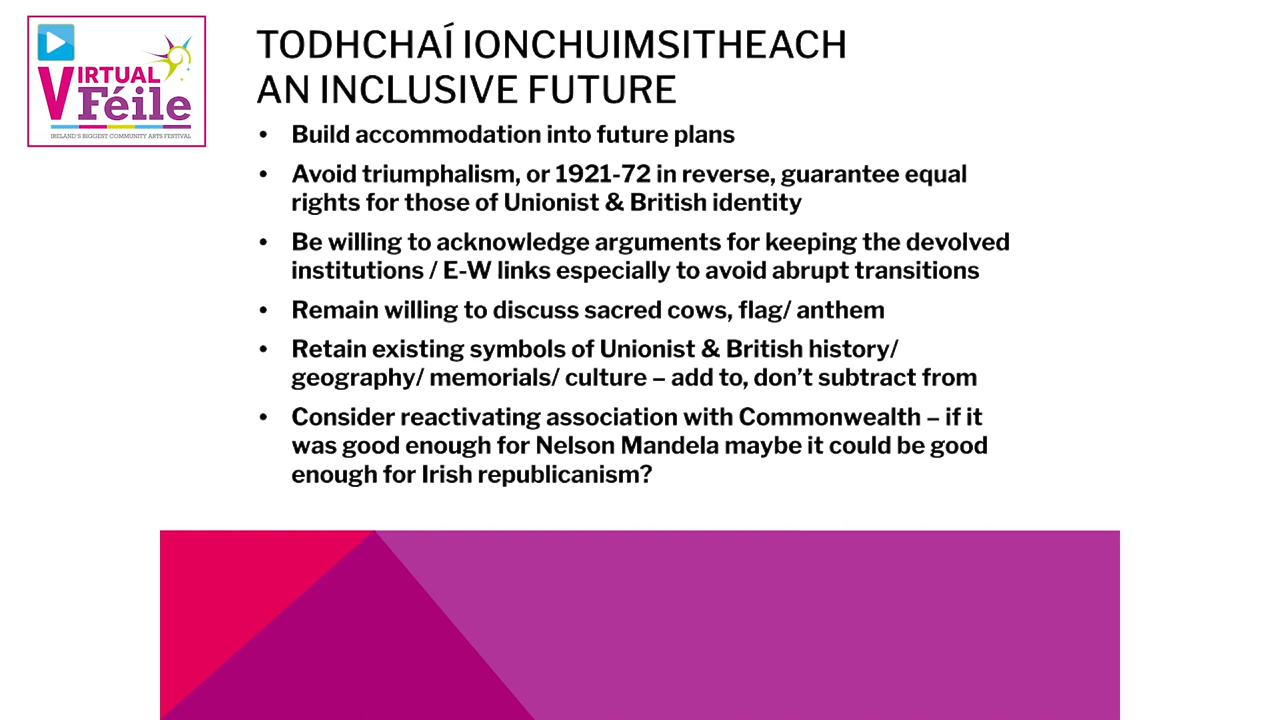 VIRTUAL
Féile
IRELAND'S BIGGEST COMMUNITY ARTS FESTIVAL
TODHCHAÍ IONCHUIMSITHEACH
AN INCLUSIVE FUTURE
• Build accommodation into future plans
• Avoid triumphalism, or 1921-72 in reverse, guarantee equal
rights for those of Unionist & British identity
• Be willing to acknowledge arguments for keeping the devolved
institutions / E-W links especially to avoid abrupt transitions
• Remain willing to discuss sacred cows, flag/ anthem
• Retain existing symbols of Unionist & British history/
geography/ memorials/ culture – add to, don’t subtract from
• Consider reactivating association with Commonwealth – if it
was good enough for Nelson Mandela maybe it could be good
enough for Irish republicanism?